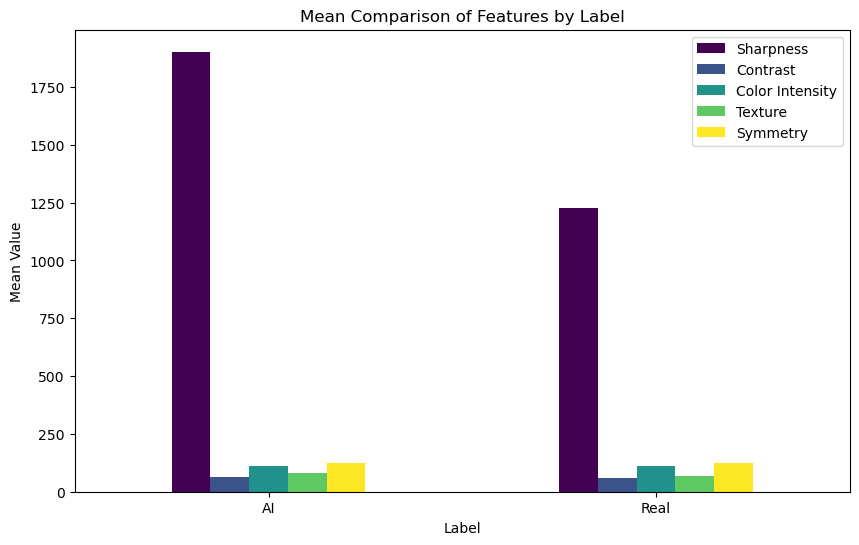 Mean Comparison of Features by Label
Sharpness
Contrast
Color Intensity
Texture
Symmetry
Mean Value
1750
1500
1250
1000
750
500
250
0
AI
Real
Label